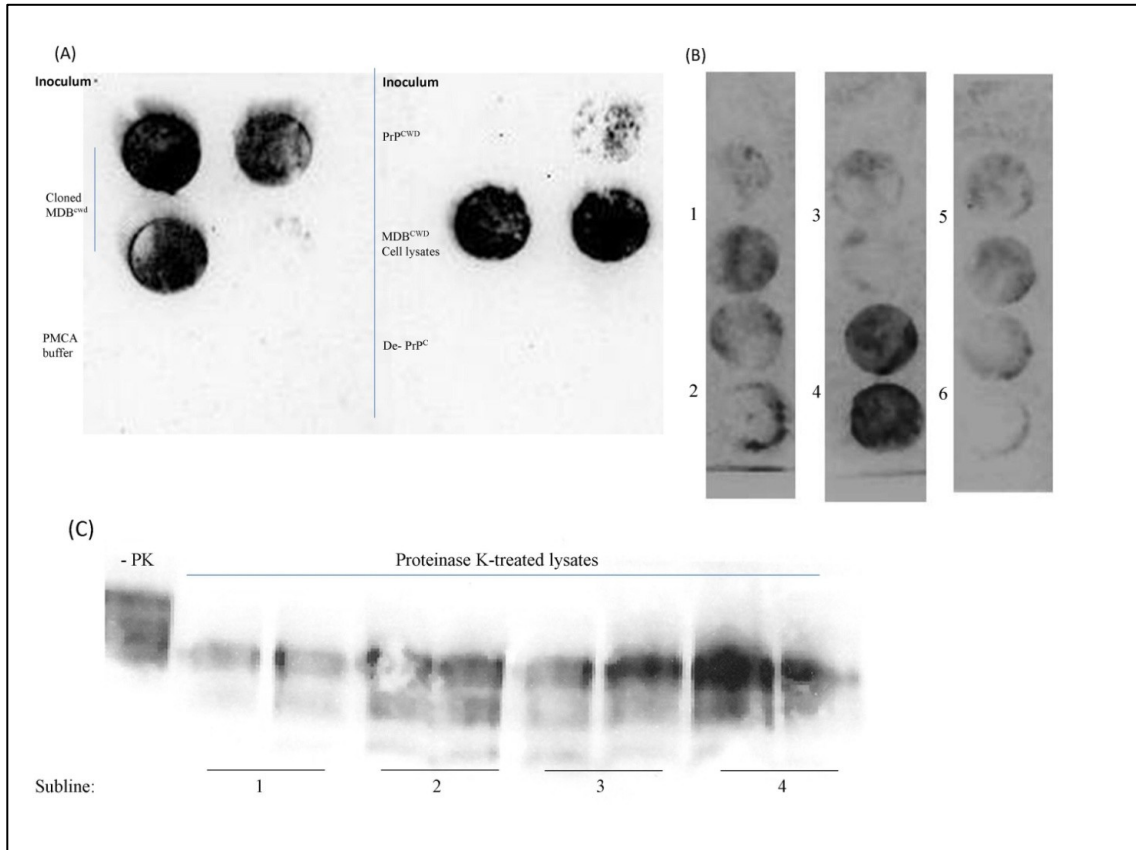 (A)
Inoculum
Cloned
MDBcwd
PMCA
buffer
Inoculum
PrPCWD
MDBCWD
Cell lysates
De- PrPC
(B)
1
2
3
4
5
6
(C)
- PK
Proteinase K-treated lysates
Subline:
1
2
3
4